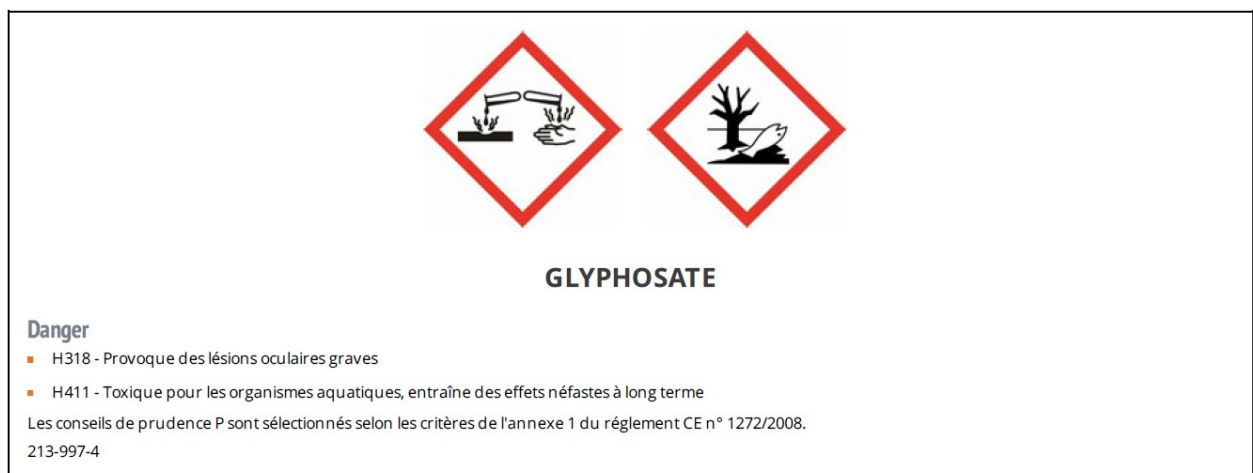 GLYPHOSATE
Danger
H318 - Provoque des lésions oculaires graves
H411 - Toxique pour les organismes aquatiques, entraîne des effets néfastes à long terme
Les conseils de prudence P sont sélectionnés selon les critères de l'annexe 1 du réglement CE n° 1272/2008.
213-997-4